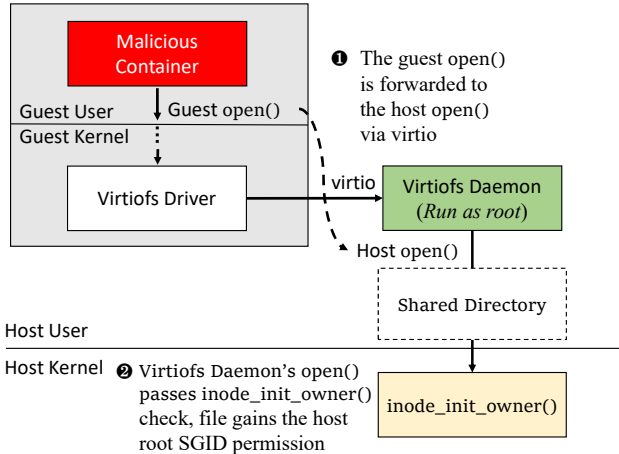 Malicious
Container
Guest User
Guest open()
Guest Kernel
❶ The guest open()
is forwarded to
the host open()
via virtio
Virtiofs Driver
virtio
Virtiofs Daemon
(Run as root)
Host open()
Shared Directory
Host User
Host Kernel
❷ Virtiofs Daemon's open()
passes inode_init_owner()
check, file gains the host
root SGID permission
inode_init_owner()